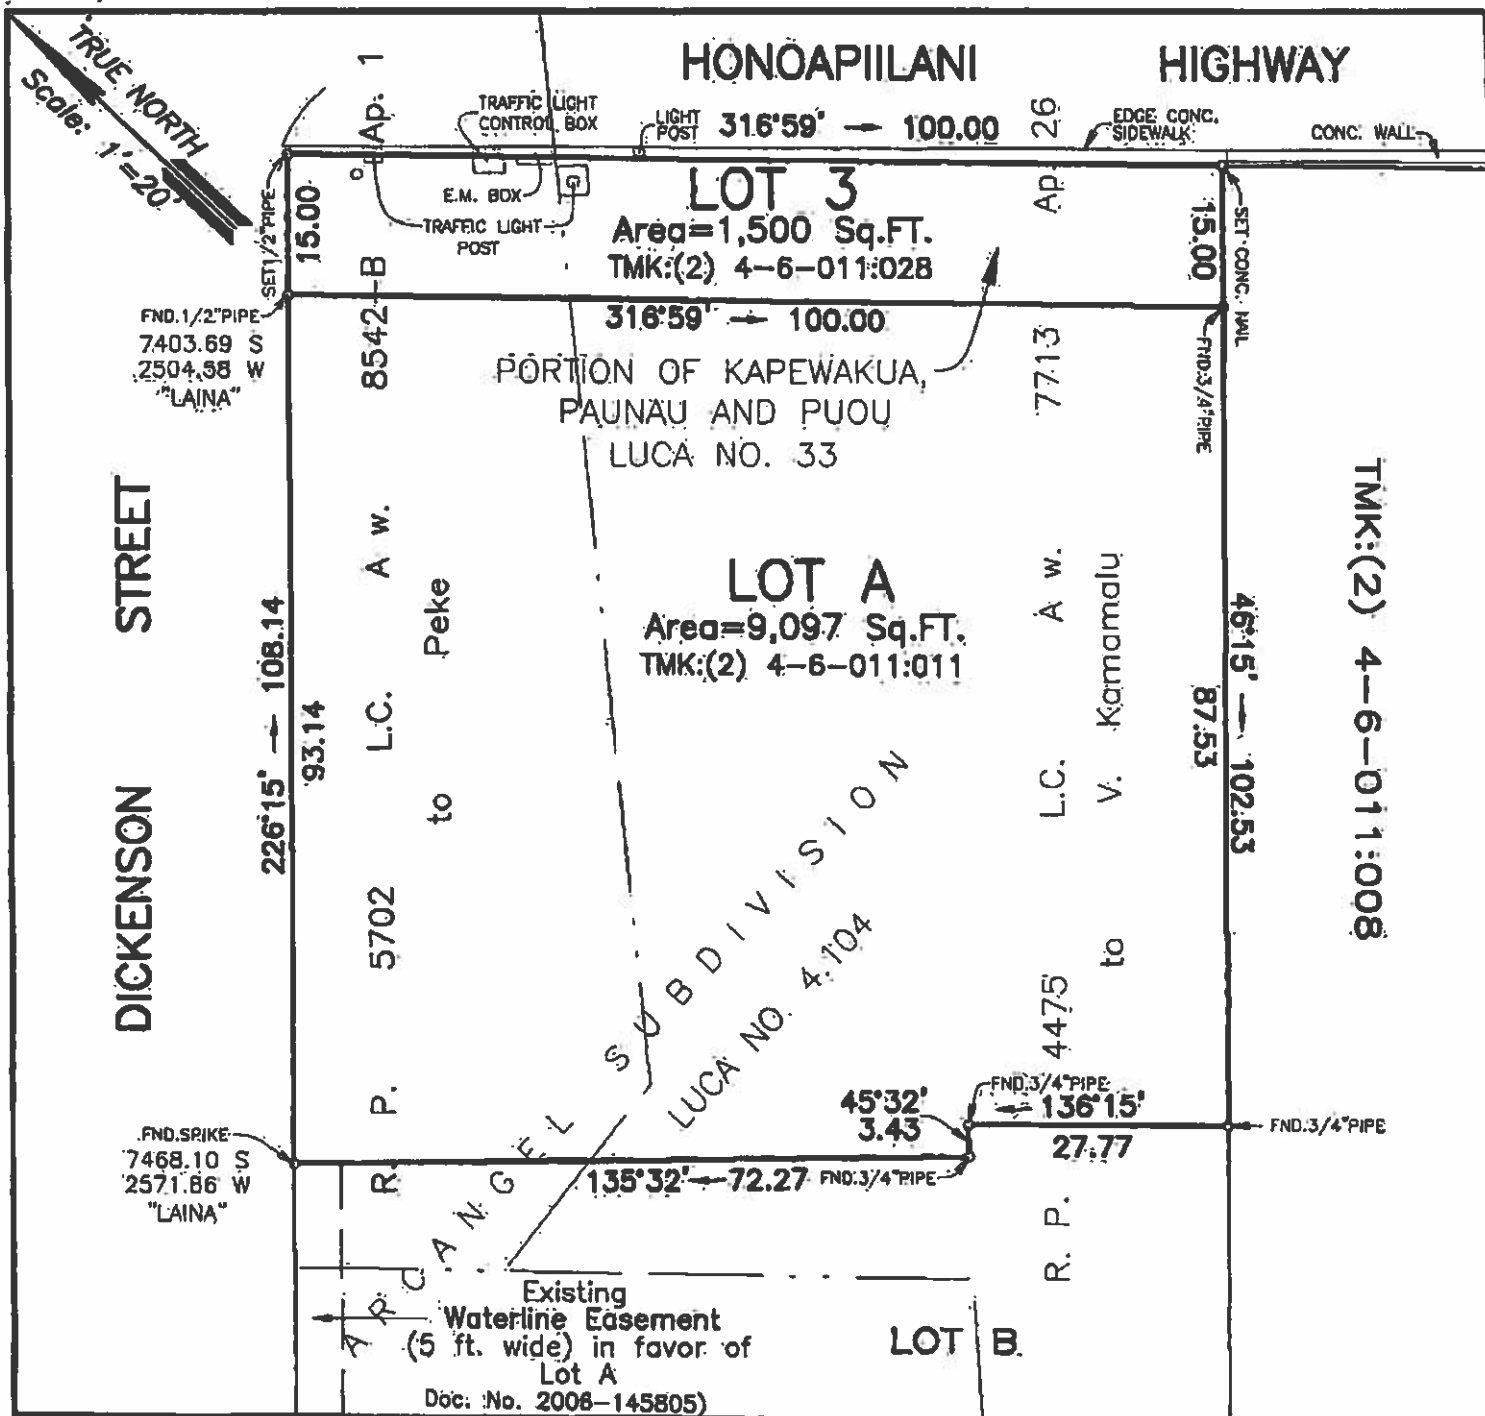 TRUE NORTH
Scale: 1"=20'
HONOAPIILANI HIGHWAY
TRAFFIC LIGHT
CONTROL BOX
LIGHT
POST
316°59' 100.00
EDGE CONC.
SIDEWALK
CONC. WALL
E.M. BOX
TRAFFIC LIGHT
POST
LOT 3
Area=1,500 Sq.FT.
TMK:(2) 4-6-011:028
SET 1/2"PIPE
15.00
15.00
SET CONC. NAIL
FND.1/2"PIPE
7403.69 S
2504.58 W
"LAINA"
316°59' 100.00
FND.3/4"PIPE
PORTION OF KAPEWAKUA,
PAUNAU AND PUOU
LUCA NO. 33
R. P. 5702 L.C. Aw. 8542-B Ap. 1
to Peke
R. P. 4475 L.C. Aw. 7713 Ap 26
to V. Kamamalu
DICKENSON STREET
226°15' 108.14
93.14
LOT A
Area=9,097 Sq.FT.
TMK:(2) 4-6-011:011
46°15' 102.53
87.53
TMK:(2) 4-6-011:008
ARCANGEL SUBDIVISION
LUCA NO. 4.104
FND.3/4"PIPE
45°32'
3.43
136°15'
27.77
FND.3/4"PIPE
FND.SPIKE
7468.10 S
2571.86 W
"LAINA"
135°32' 72.27
FND.3/4"PIPE
Existing
Waterline Easement
(5 ft. wide) in favor of
Lot A
Doc. No. 2006-145805)
LOT B